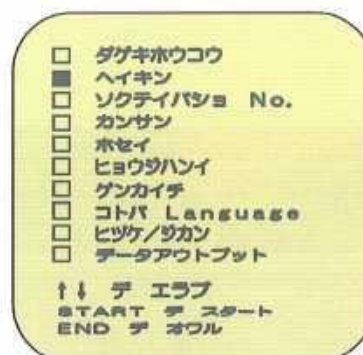 ダゲキホウコウ
ヘイキン
ソクテイバショ No.
カンサン
ホセイ
ヒョウジハンイ
ゲンカイチ
コトバ Language
ヒヅケ/ジカン
データアウトプット
↑↓ デ エラブ
START デ スタート
END デ オワル